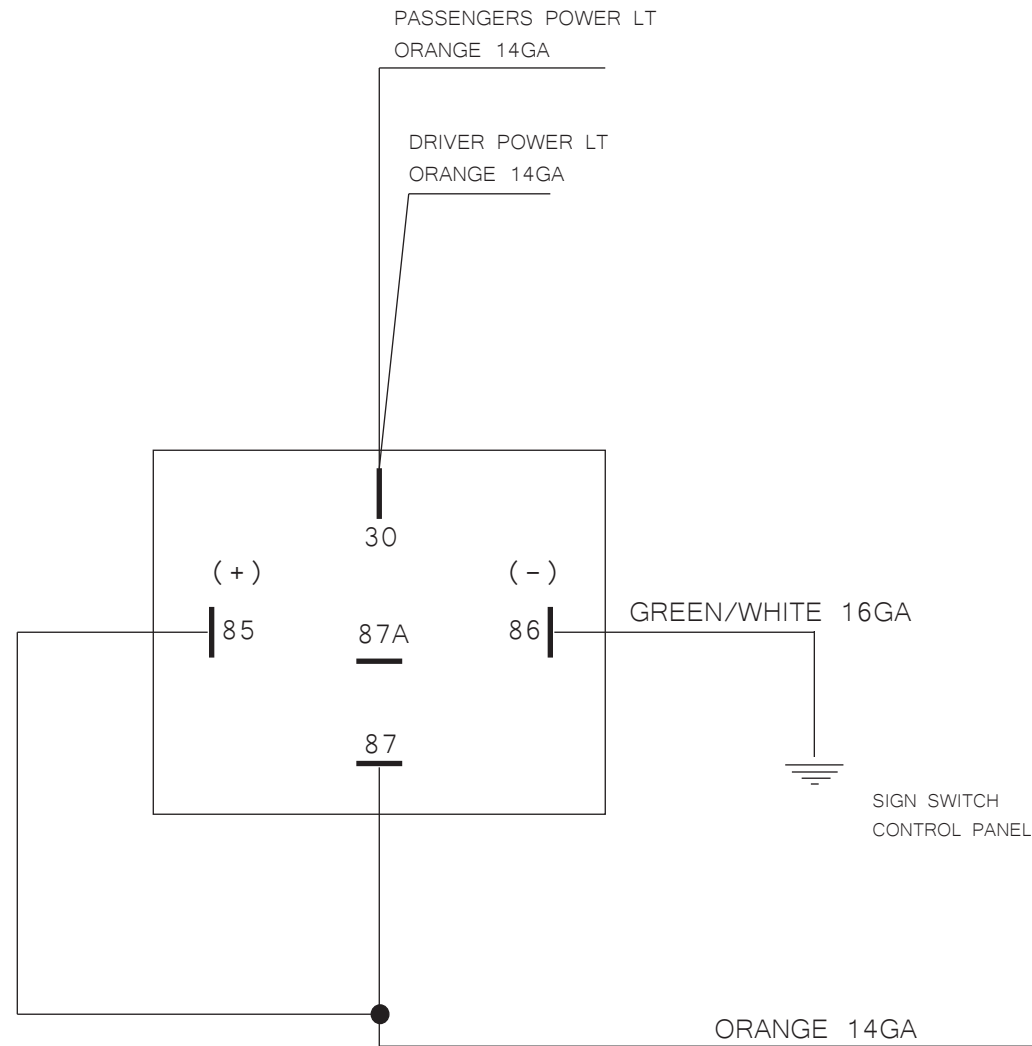 PASSENGERS POWER LT
ORANGE 14GA
DRIVER POWER LT
ORANGE 14GA
30
(+)
(-)
85
87A
86
GREEN/WHITE 16GA
87
SIGN SWITCH
CONTROL PANEL
ORANGE 14GA